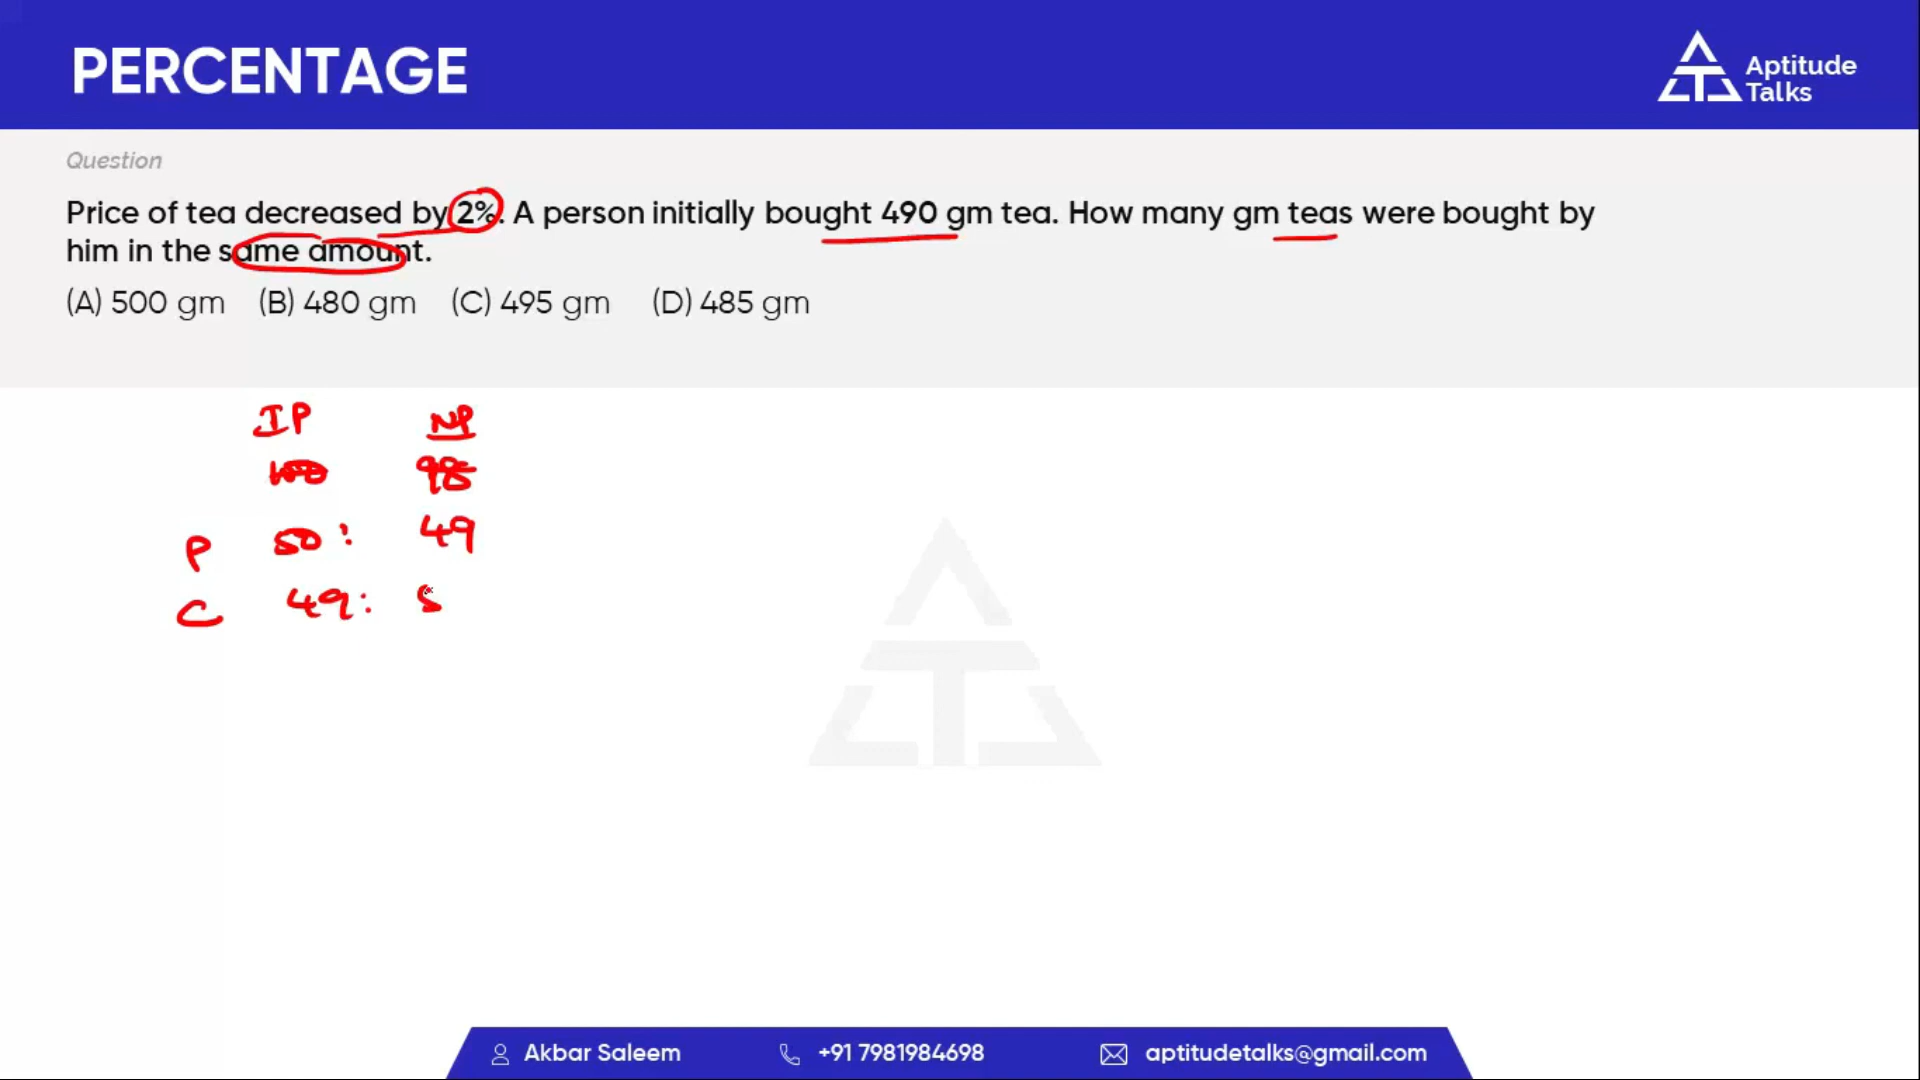 PERCENTAGE
Aptitude
Talks
Question
Price of tea decreased by 2%. A person initially bought 490 gm tea. How many gm teas were bought by
him in the same amount.
(A) 500 gm (B) 480 gm (C) 495 gm (D) 485 gm
IP NP
100 98
P 50 : 49
C 49 : 5
Akbar Saleem +91 7981984698 aptitudetalks@gmail.com